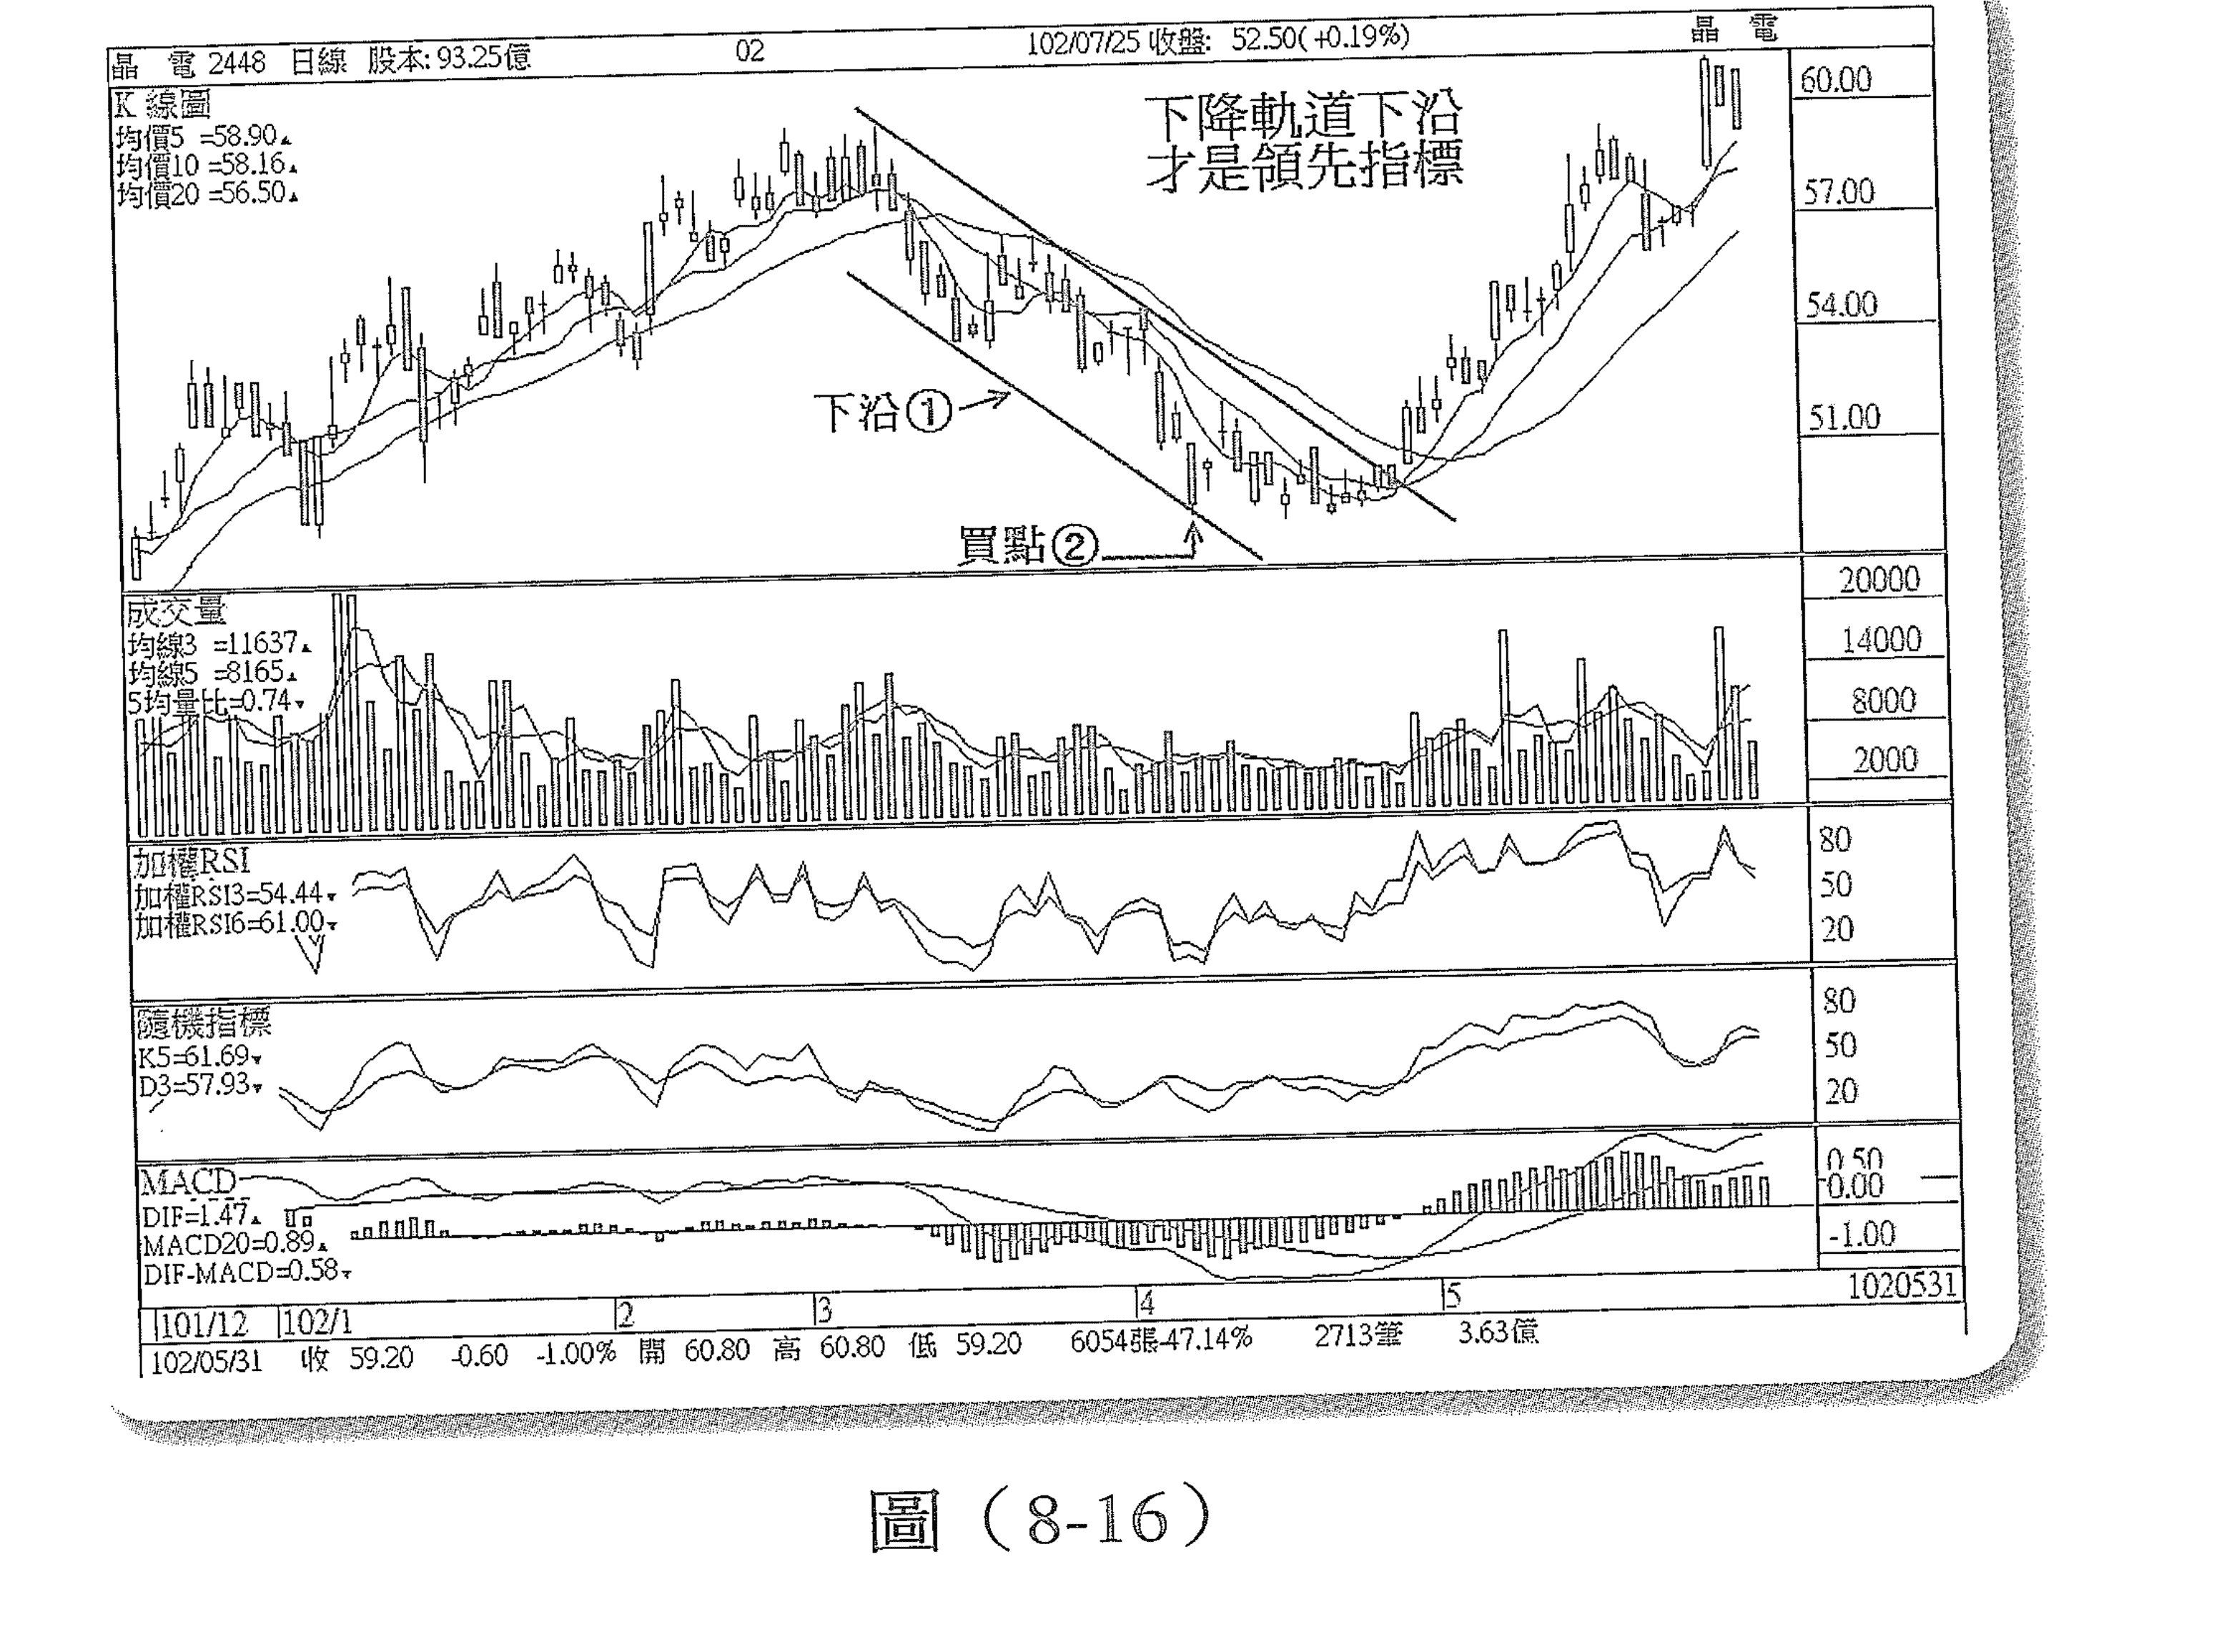 晶 電 2448 日線 股本: 93.25億 02 102/07/25 收盤: 52.50( +0.19%) 晶 電
K 線圖
均價5 =58.90▲
均價10 =58.16▲
均價20 =56.50▲
下降軌道下沿
才是領先指標
60.00
57.00
54.00
51.00
下沿①
買點②
成交量
均線3 =11637▲
均線5 =8165▲
5均量比=0.74▼
20000
14000
8000
2000
加權RSI
加權RSI3=54.44▼
加權RSI6=61.00▼
80
50
20
隨機指標
K5=61.69▼
D3=57.93▼
80
50
20
MACD
DIF=1.47▲
MACD20=0.89▲
DIF-MACD=0.58▼
0.50
0.00
-1.00
101/12 102/1 2 3 4 5 1020531
102/05/31 收 59.20 -0.60 -1.00% 開 60.80 高 60.80 低 59.20 6054張-47.14% 2713筆 3.63億
圖（8-16）